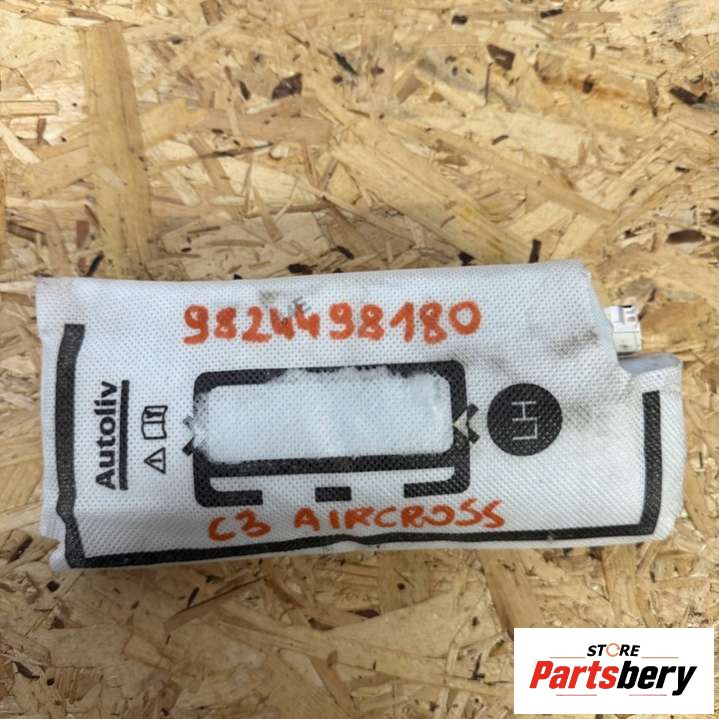 9824498180
Autoliv
LH
C3 AIRCROSS
STORE
Partsbery